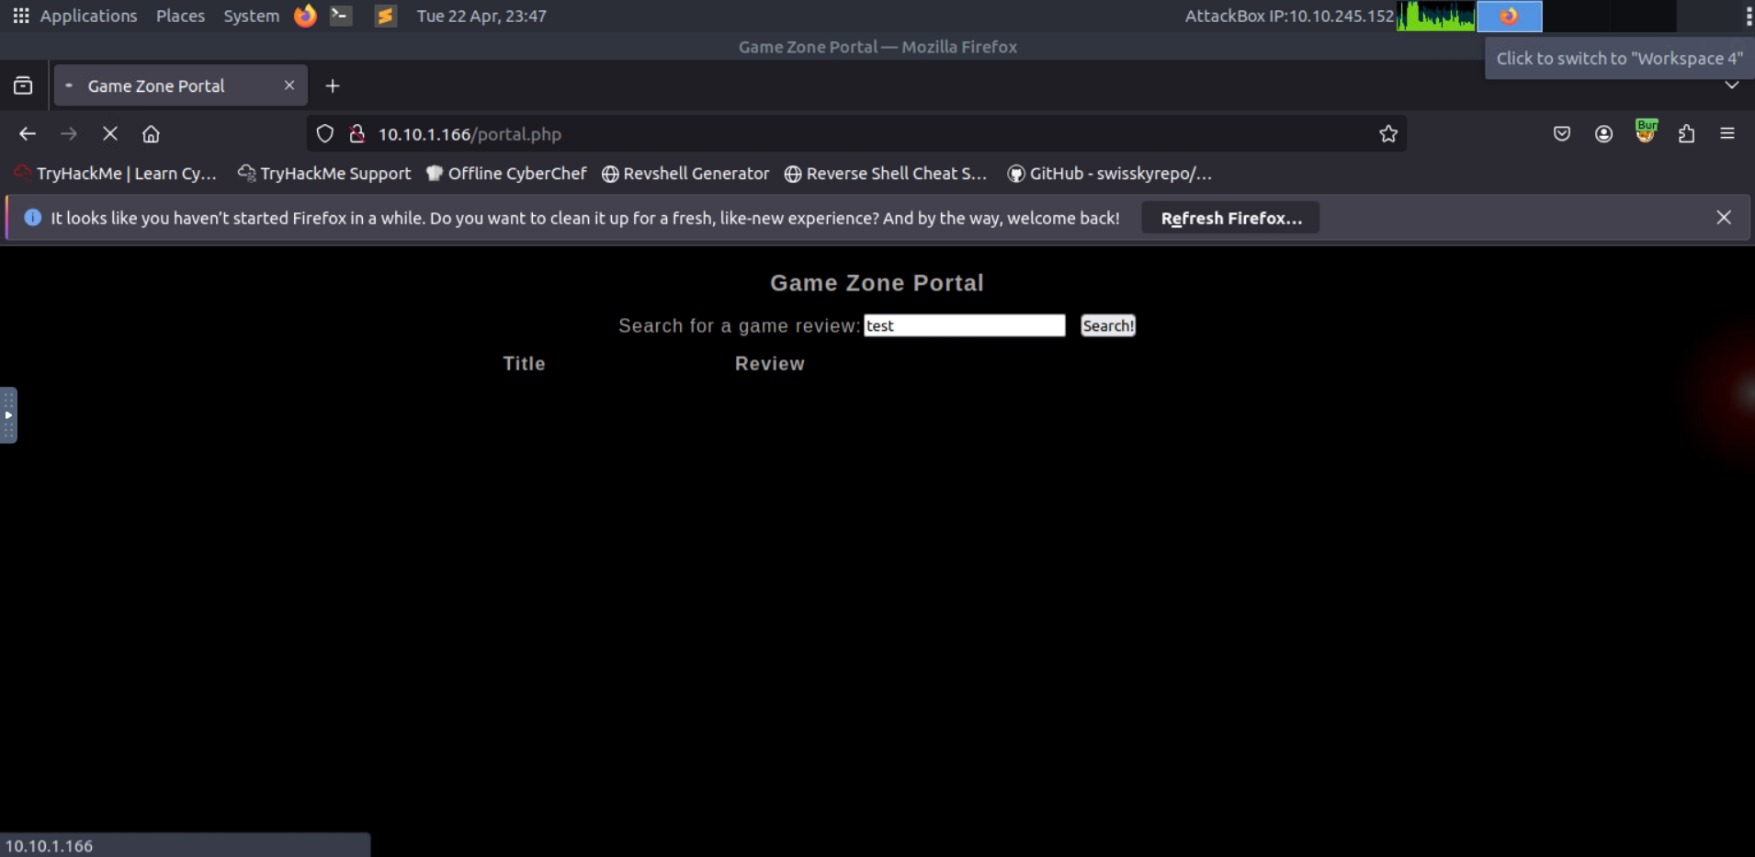 Applications Places System Tue 22 Apr, 23:47 AttackBox IP:10.10.245.152
Game Zone Portal — Mozilla Firefox
Click to switch to "Workspace 4"
Game Zone Portal
10.10.1.166/portal.php
Bur
TryHackMe | Learn Cy... TryHackMe Support Offline CyberChef Revshell Generator Reverse Shell Cheat S... GitHub - swisskyrepo/...
It looks like you haven't started Firefox in a while. Do you want to clean it up for a fresh, like-new experience? And by the way, welcome back! Refresh Firefox...
Game Zone Portal
Search for a game review: test Search!
Title Review
10.10.1.166